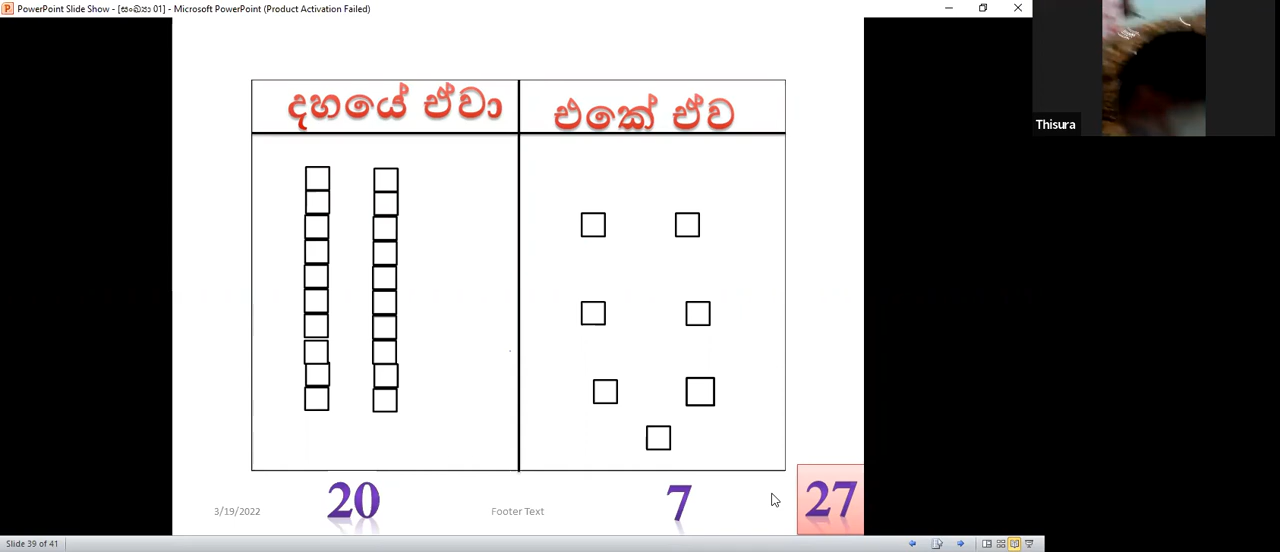 PowerPoint Slide Show - [සංඛ්‍යා 01] - Microsoft PowerPoint (Product Activation Failed)
Thisura
දහයේ ඒවා
එකේ ඒව
20
7
27
3/19/2022
Footer Text
Slide 39 of 41